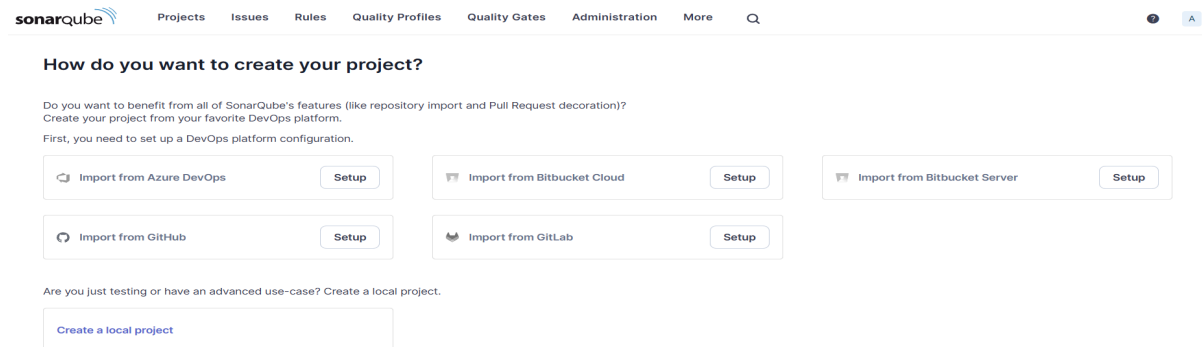 sonarqube Projects Issues Rules Quality Profiles Quality Gates Administration More ? A
How do you want to create your project?
Do you want to benefit from all of SonarQube's features (like repository import and Pull Request decoration)?
Create your project from your favorite DevOps platform.
First, you need to set up a DevOps platform configuration.
Import from Azure DevOps Setup Import from Bitbucket Cloud Setup Import from Bitbucket Server Setup
Import from GitHub Setup Import from GitLab Setup
Are you just testing or have an advanced use-case? Create a local project.
Create a local project